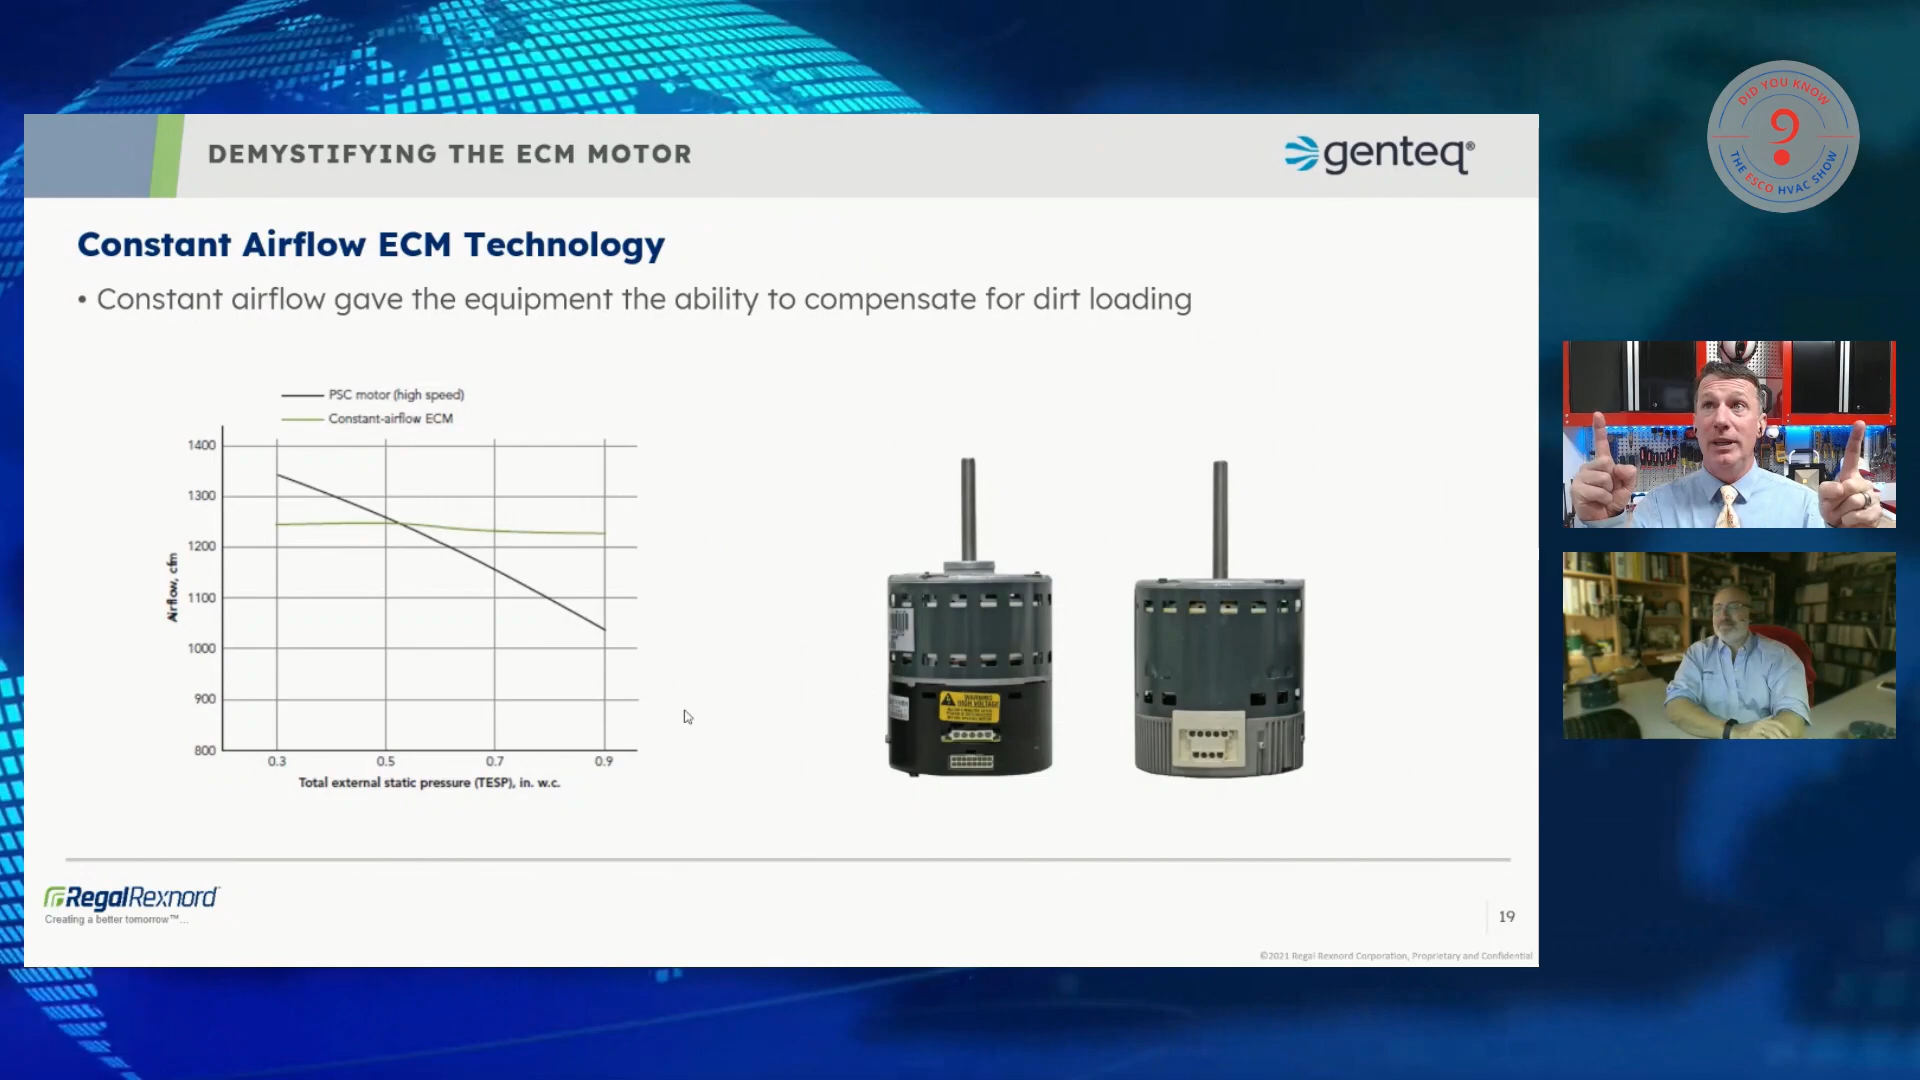 DEMYSTIFYING THE ECM MOTOR
genteq®
DID YOU KNOW
?
THE ESCO HVAC SHOW
Constant Airflow ECM Technology
• Constant airflow gave the equipment the ability to compensate for dirt loading
PSC motor (high speed)
Constant-airflow ECM
1400
1300
1200
1100
1000
900
800
Airflow, cfm
0.3 0.5 0.7 0.9
Total external static pressure (TESP), in. w.c.
WARNING
HIGH VOLTAGE
RegalRexnord
Creating a better tomorrow™...
19
©2021 Regal Rexnord Corporation, Proprietary and Confidential